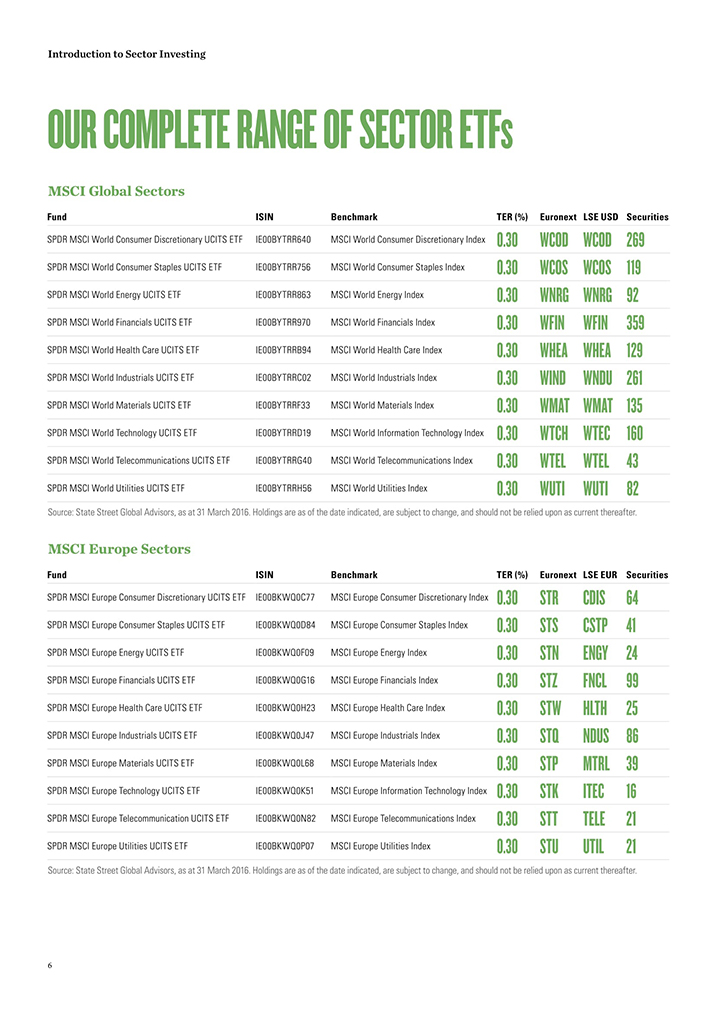 Introduction to Sector Investing
OUR COMPLETE RANGE OF SECTOR ETFs
MSCI Global Sectors
Fund ISIN Benchmark TER (%) Euronext LSE USD Securities
SPDR MSCI World Consumer Discretionary UCITS ETF IE00BYTRR640 MSCI World Consumer Discretionary Index 0.30 WCOD WCOD 269
SPDR MSCI World Consumer Staples UCITS ETF IE00BYTRR756 MSCI World Consumer Staples Index 0.30 WCOS WCOS 119
SPDR MSCI World Energy UCITS ETF IE00BYTRR863 MSCI World Energy Index 0.30 WNRG WNRG 92
SPDR MSCI World Financials UCITS ETF IE00BYTRR970 MSCI World Financials Index 0.30 WFIN WFIN 359
SPDR MSCI World Health Care UCITS ETF IE00BYTRRB94 MSCI World Health Care Index 0.30 WHEA WHEA 129
SPDR MSCI World Industrials UCITS ETF IE00BYTRRC02 MSCI World Industrials Index 0.30 WIND WNDU 261
SPDR MSCI World Materials UCITS ETF IE00BYTRRF33 MSCI World Materials Index 0.30 WMAT WMAT 135
SPDR MSCI World Technology UCITS ETF IE00BYTRRD19 MSCI World Information Technology Index 0.30 WTCH WTEC 160
SPDR MSCI World Telecommunications UCITS ETF IE00BYTRRG40 MSCI World Telecommunications Index 0.30 WTEL WTEL 43
SPDR MSCI World Utilities UCITS ETF IE00BYTRRH56 MSCI World Utilities Index 0.30 WUTI WUTI 82
Source: State Street Global Advisors, as at 31 March 2016. Holdings are as of the date indicated, are subject to change, and should not be relied upon as current thereafter.
MSCI Europe Sectors
Fund ISIN Benchmark TER (%) Euronext LSE EUR Securities
SPDR MSCI Europe Consumer Discretionary UCITS ETF IE00BKWQ0C77 MSCI Europe Consumer Discretionary Index 0.30 STR CDIS 64
SPDR MSCI Europe Consumer Staples UCITS ETF IE00BKWQ0D84 MSCI Europe Consumer Staples Index 0.30 STS CSTP 41
SPDR MSCI Europe Energy UCITS ETF IE00BKWQ0F09 MSCI Europe Energy Index 0.30 STN ENGY 24
SPDR MSCI Europe Financials UCITS ETF IE00BKWQ0G16 MSCI Europe Financials Index 0.30 STZ FNCL 99
SPDR MSCI Europe Health Care UCITS ETF IE00BKWQ0H23 MSCI Europe Health Care Index 0.30 STW HLTH 25
SPDR MSCI Europe Industrials UCITS ETF IE00BKWQ0J47 MSCI Europe Industrials Index 0.30 STQ NDUS 86
SPDR MSCI Europe Materials UCITS ETF IE00BKWQ0L68 MSCI Europe Materials Index 0.30 STP MTRL 39
SPDR MSCI Europe Technology UCITS ETF IE00BKWQ0K51 MSCI Europe Information Technology Index 0.30 STK ITEC 16
SPDR MSCI Europe Telecommunication UCITS ETF IE00BKWQ0N82 MSCI Europe Telecommunications Index 0.30 STT TELE 21
SPDR MSCI Europe Utilities UCITS ETF IE00BKWQ0P07 MSCI Europe Utilities Index 0.30 STU UTIL 21
Source: State Street Global Advisors, as at 31 March 2016. Holdings are as of the date indicated, are subject to change, and should not be relied upon as current thereafter.
6